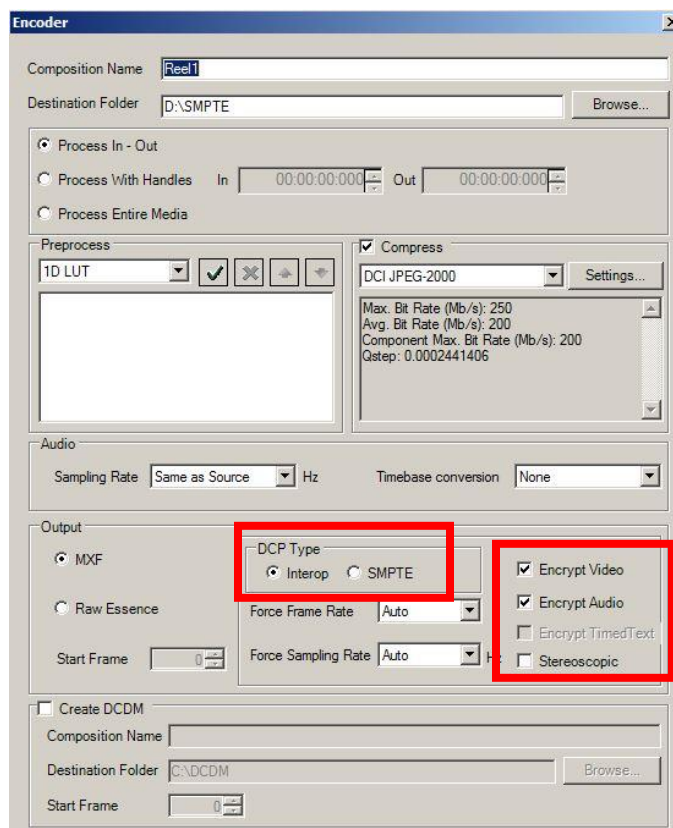 Encoder
Composition Name Reel1
Destination Folder D:\SMPTE Browse...
Process In - Out
Process With Handles In 00:00:00:000 Out 00:00:00:000
Process Entire Media
Preprocess
1D LUT
Compress
DCI JPEG-2000 Settings...
Max. Bit Rate (Mb/s): 250
Avg. Bit Rate (Mb/s): 200
Component Max. Bit Rate (Mb/s): 200
Qstep: 0.0002441406
Audio
Sampling Rate Same as Source Hz Timebase conversion None
Output
MXF
Raw Essence
Start Frame 0
DCP Type
Interop SMPTE
Force Frame Rate Auto
Force Sampling Rate Auto Hz
Encrypt Video
Encrypt Audio
Encrypt TimedText
Stereoscopic
Create DCDM
Composition Name
Destination Folder C:\DCDM Browse...
Start Frame 0